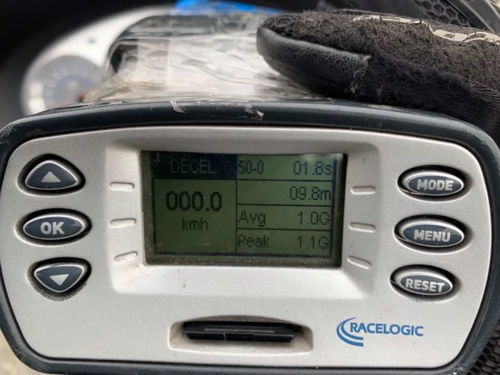 DECEL 50-0 01.8s
000.0 09.8m
kmh Avg 1.0G
Peak 1.1G
OK
MODE
MENU
RESET
RACELOGIC